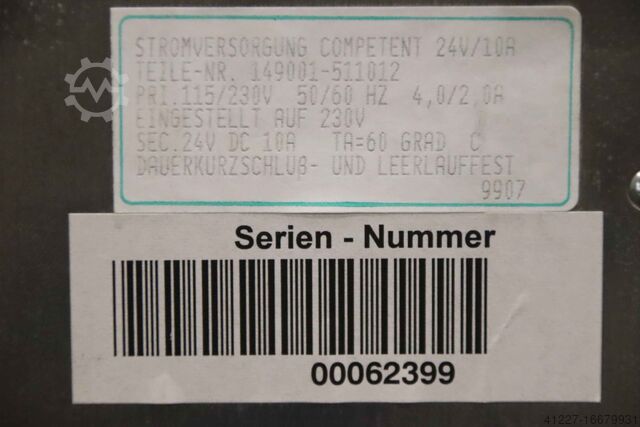 STROMVERSORGUNG COMPETENT 24V/10A
TEILE-NR. 149001-511012
PRI.115/230V 50/60 HZ 4,0/2,0A
EINGESTELLT AUF 230V
SEC.24V DC 10A TA=60 GRAD C
DAUERKURZSCHLUß- UND LEERLAUFFEST
9907
Serien - Nummer
00062399
41227-16679931